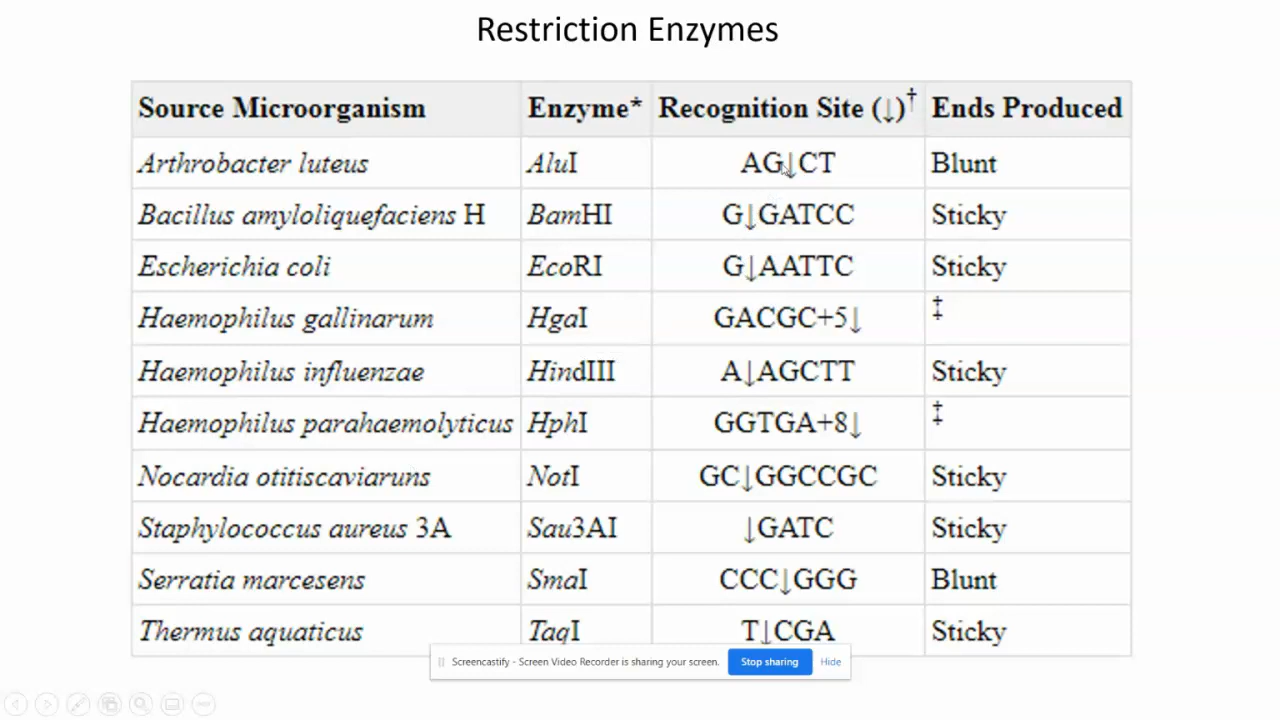 Restriction Enzymes
Source Microorganism Enzyme* Recognition Site (↓)† Ends Produced
Arthrobacter luteus AluI AG↓CT Blunt
Bacillus amyloliquefaciens H BamHI G↓GATCC Sticky
Escherichia coli EcoRI G↓AATTC Sticky
Haemophilus gallinarum HgaI GACGC+5↓ ‡
Haemophilus influenzae HindIII A↓AGCTT Sticky
Haemophilus parahaemolyticus HphI GGTGA+8↓ ‡
Nocardia otitiscaviaruns NotI GC↓GGCCGC Sticky
Staphylococcus aureus 3A Sau3AI ↓GATC Sticky
Serratia marcesens SmaI CCC↓GGG Blunt
Thermus aquaticus TaqI T↓CGA Sticky
Screencastify - Screen Video Recorder is sharing your screen. Stop sharing Hide